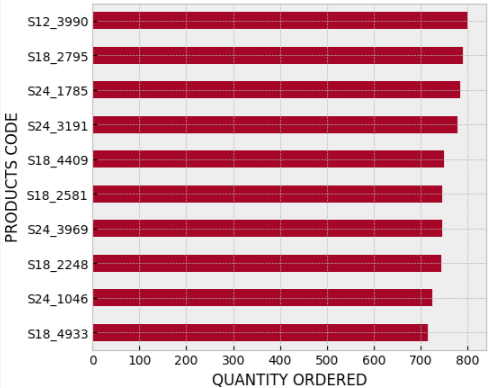 PRODUCTS CODE
S12_3990
S18_2795
S24_1785
S24_3191
S18_4409
S18_2581
S24_3969
S18_2248
S24_1046
S18_4933
0 100 200 300 400 500 600 700 800
QUANTITY ORDERED